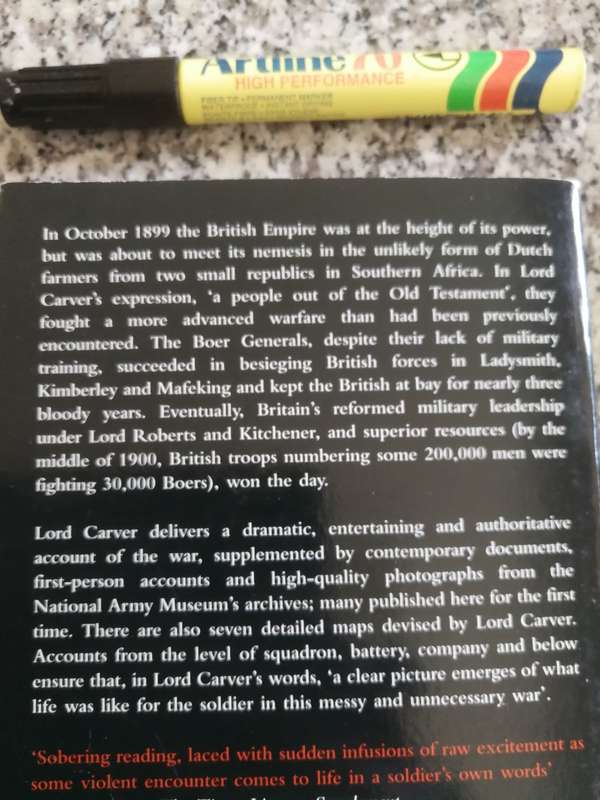 Artline 70
HIGH PERFORMANCE
In October 1899 the British Empire was at the height of its power,
but was about to meet its nemesis in the unlikely form of Dutch
farmers from two small republics in Southern Africa. In Lord
Carver's expression, 'a people out of the Old Testament', they
fought a more advanced warfare than had been previously
encountered. The Boer Generals, despite their lack of military
training, succeeded in besieging British forces in Ladysmith,
Kimberley and Mafeking and kept the British at bay for nearly three
bloody years. Eventually, Britain's reformed military leadership
under Lord Roberts and Kitchener, and superior resources (by the
middle of 1900, British troops numbering some 200,000 men were
fighting 30,000 Boers), won the day.
Lord Carver delivers a dramatic, entertaining and authoritative
account of the war, supplemented by contemporary documents,
first-person accounts and high-quality photographs from the
National Army Museum's archives; many published here for the first
time. There are also seven detailed maps devised by Lord Carver.
Accounts from the level of squadron, battery, company and below
ensure that, in Lord Carver's words, 'a clear picture emerges of what
life was like for the soldier in this messy and unnecessary war'.
'Sobering reading, laced with sudden infusions of raw excitement as
some violent encounter comes to life in a soldier's own words'